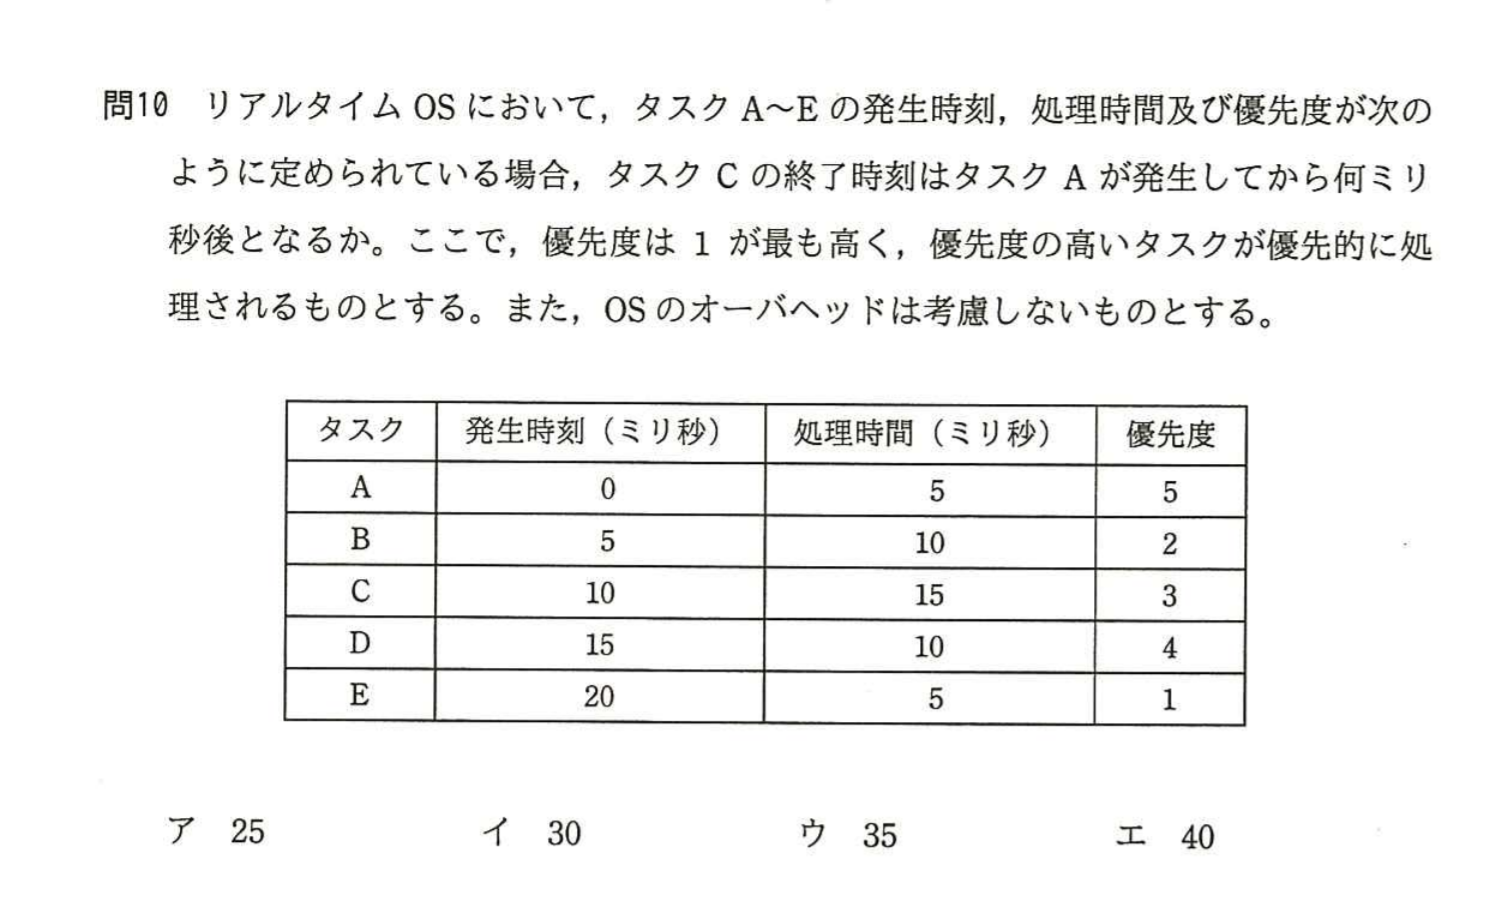 問10 リアルタイム OS において，タスク A～E の発生時刻，処理時間及び優先度が次の
ように定められている場合，タスク C の終了時刻はタスク A が発生してから何ミリ
秒後となるか。ここで，優先度は 1 が最も高く，優先度の高いタスクが優先的に処
理されるものとする。また，OS のオーバヘッドは考慮しないものとする。
タスク 発生時刻（ミリ秒） 処理時間（ミリ秒） 優先度
A 0 5 5
B 5 10 2
C 10 15 3
D 15 10 4
E 20 5 1
ア 25 イ 30 ウ 35 エ 40